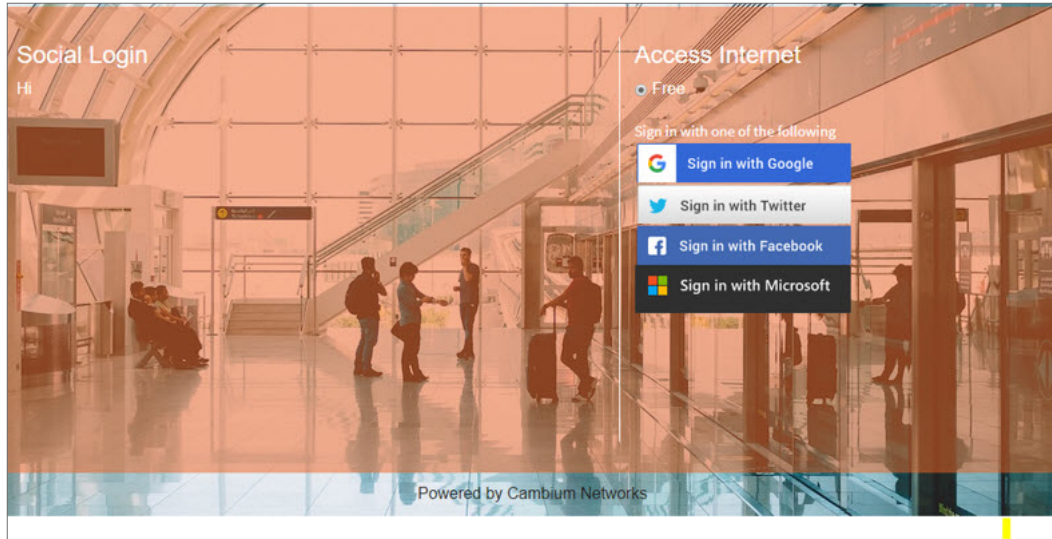 Social Login
Hi
Access Internet
Free
Sign in with one of the following
Sign in with Google
Sign in with Twitter
Sign in with Facebook
Sign in with Microsoft
Powered by Cambium Networks